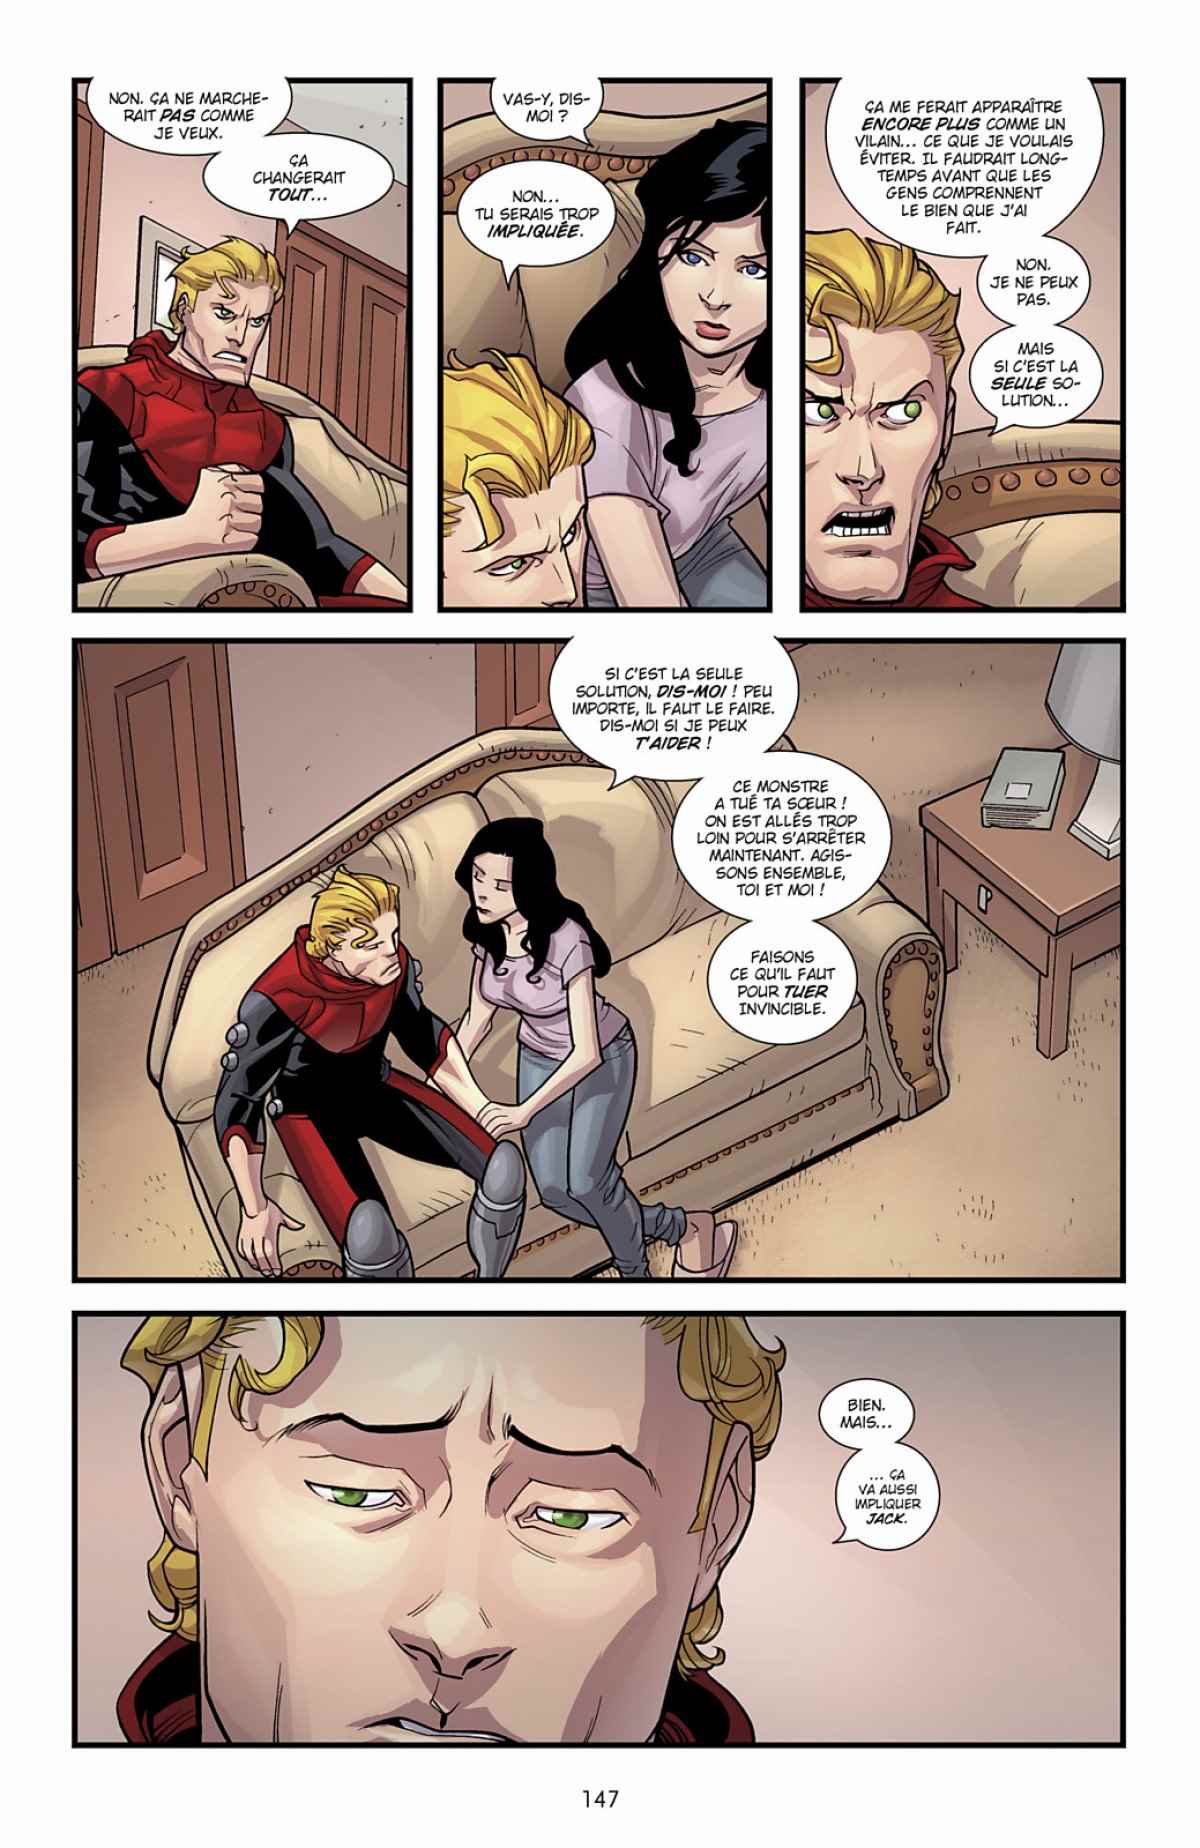 NON. ÇA NE MARCHE-
RAIT PAS COMME
JE VEUX.
ÇA
CHANGERAIT
TOUT...
VAS-Y, DIS-
MOI ?
NON...
TU SERAIS TROP
IMPLIQUÉE.
ÇA ME FERAIT APPARAÎTRE
ENCORE PLUS COMME UN
VILAIN... CE QUE JE VOULAIS
ÉVITER. IL FAUDRAIT LONG-
TEMPS AVANT QUE LES
GENS COMPRENNENT
LE BIEN QUE J'AI
FAIT.
NON.
JE NE PEUX
PAS.
MAIS
SI C'EST LA
SEULE SO-
LUTION...
SI C'EST LA SEULE
SOLUTION, DIS-MOI ! PEU
IMPORTE, IL FAUT LE FAIRE.
DIS-MOI SI JE PEUX
T'AIDER !
CE MONSTRE
A TUÉ TA SŒUR !
ON EST ALLÉS TROP
LOIN POUR S'ARRÊTER
MAINTENANT. AGIS-
SONS ENSEMBLE,
TOI ET MOI !
FAISONS
CE QU'IL FAUT
POUR TUER
INVINCIBLE.
BIEN.
MAIS...
... ÇA
VA AUSSI
IMPLIQUER
JACK.
147